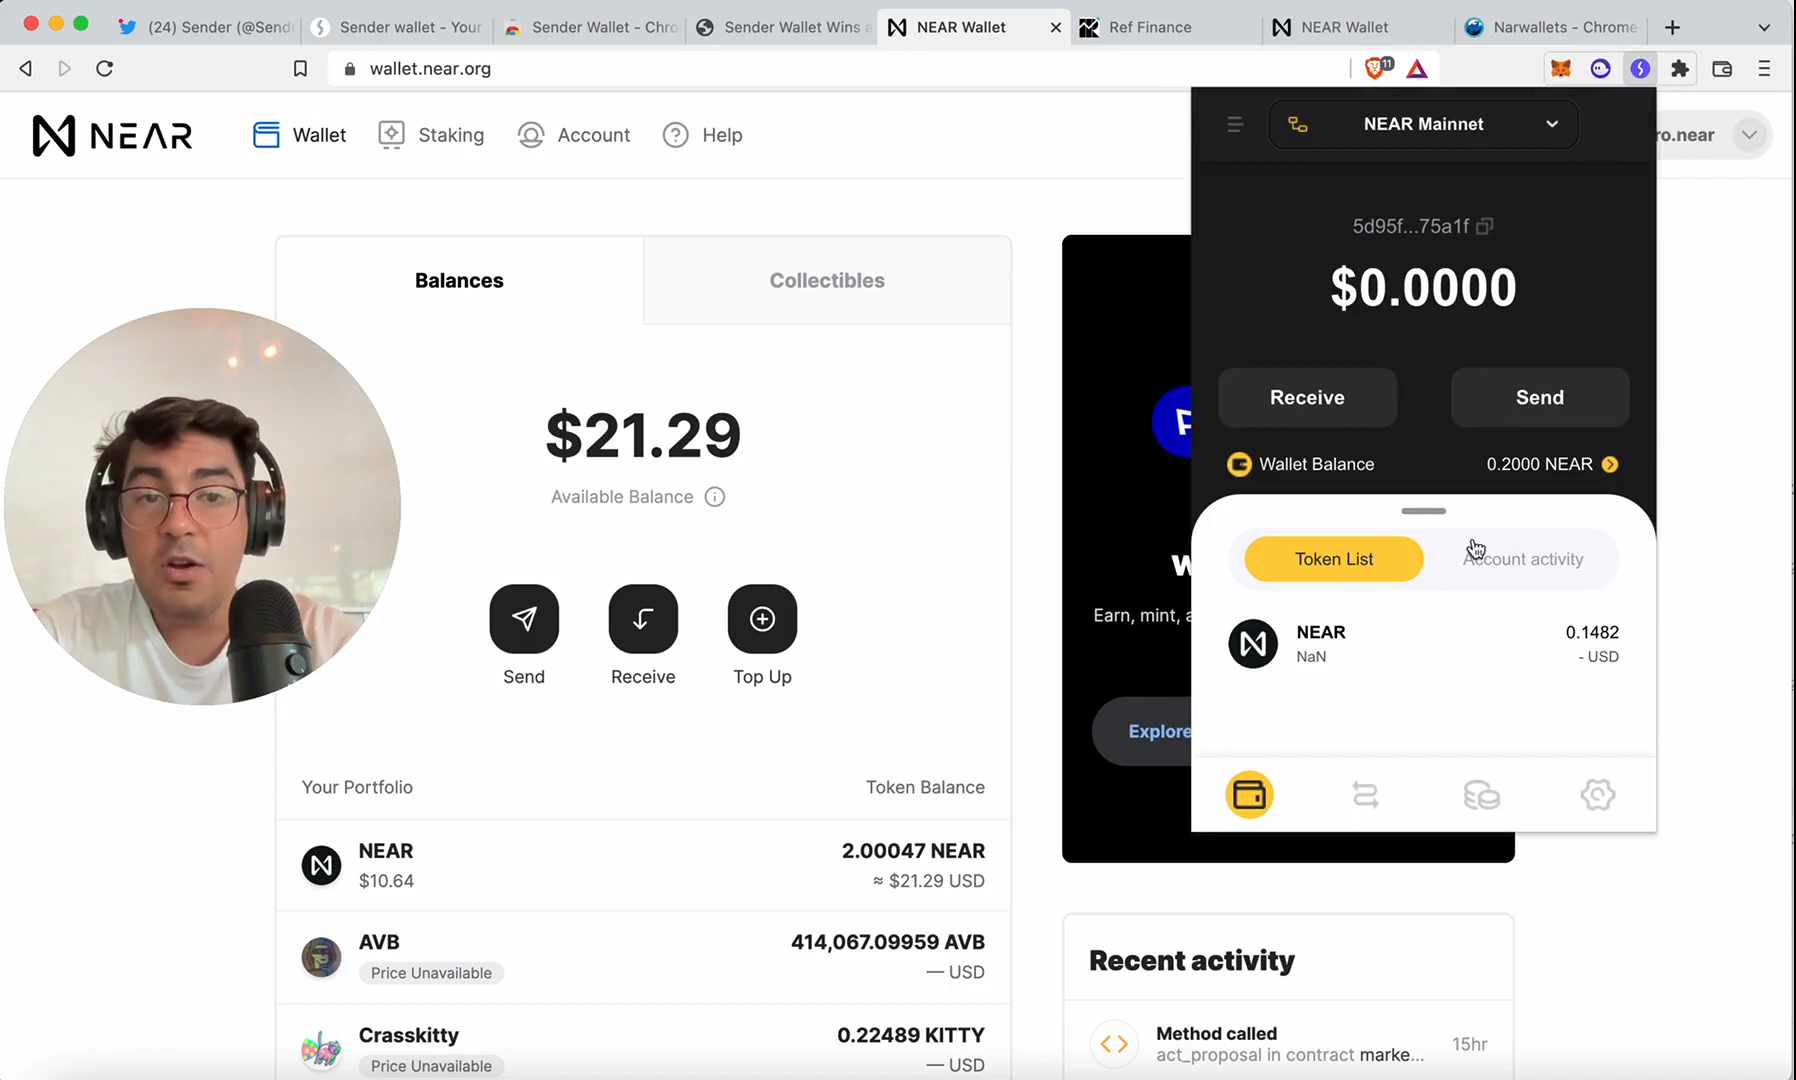 (24) Sender (@Send
Sender wallet - Your
Sender Wallet - Chro
Sender Wallet Wins a
NEAR Wallet
Ref Finance
NEAR Wallet
Narwallets - Chrome
wallet.near.org
11
NEAR
Wallet
Staking
Account
Help
NEAR Mainnet
ro.near
5d95f...75a1f
$0.0000
Receive
Send
Wallet Balance
0.2000 NEAR
Token List
Account activity
NEAR
0.1482
NaN
- USD
Balances
Collectibles
$21.29
Available Balance
Send
Receive
Top Up
Earn, mint, a
Explore
Your Portfolio
Token Balance
NEAR
2.00047 NEAR
$10.64
≈ $21.29 USD
AVB
414,067.09959 AVB
Price Unavailable
— USD
Crasskitty
0.22489 KITTY
Price Unavailable
— USD
Recent activity
Method called
act_proposal in contract marke...
15hr